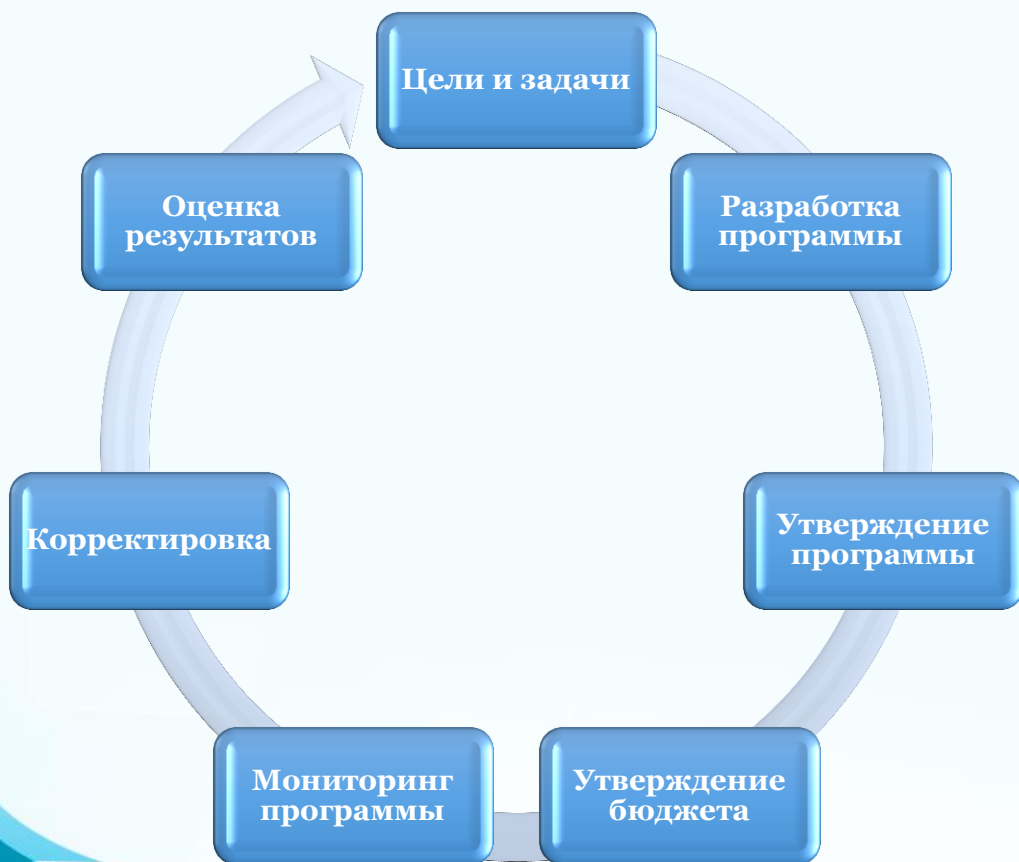 Цели и задачи
Разработка
программы
Утверждение
программы
Утверждение
бюджета
Мониторинг
программы
Корректировка
Оценка
результатов